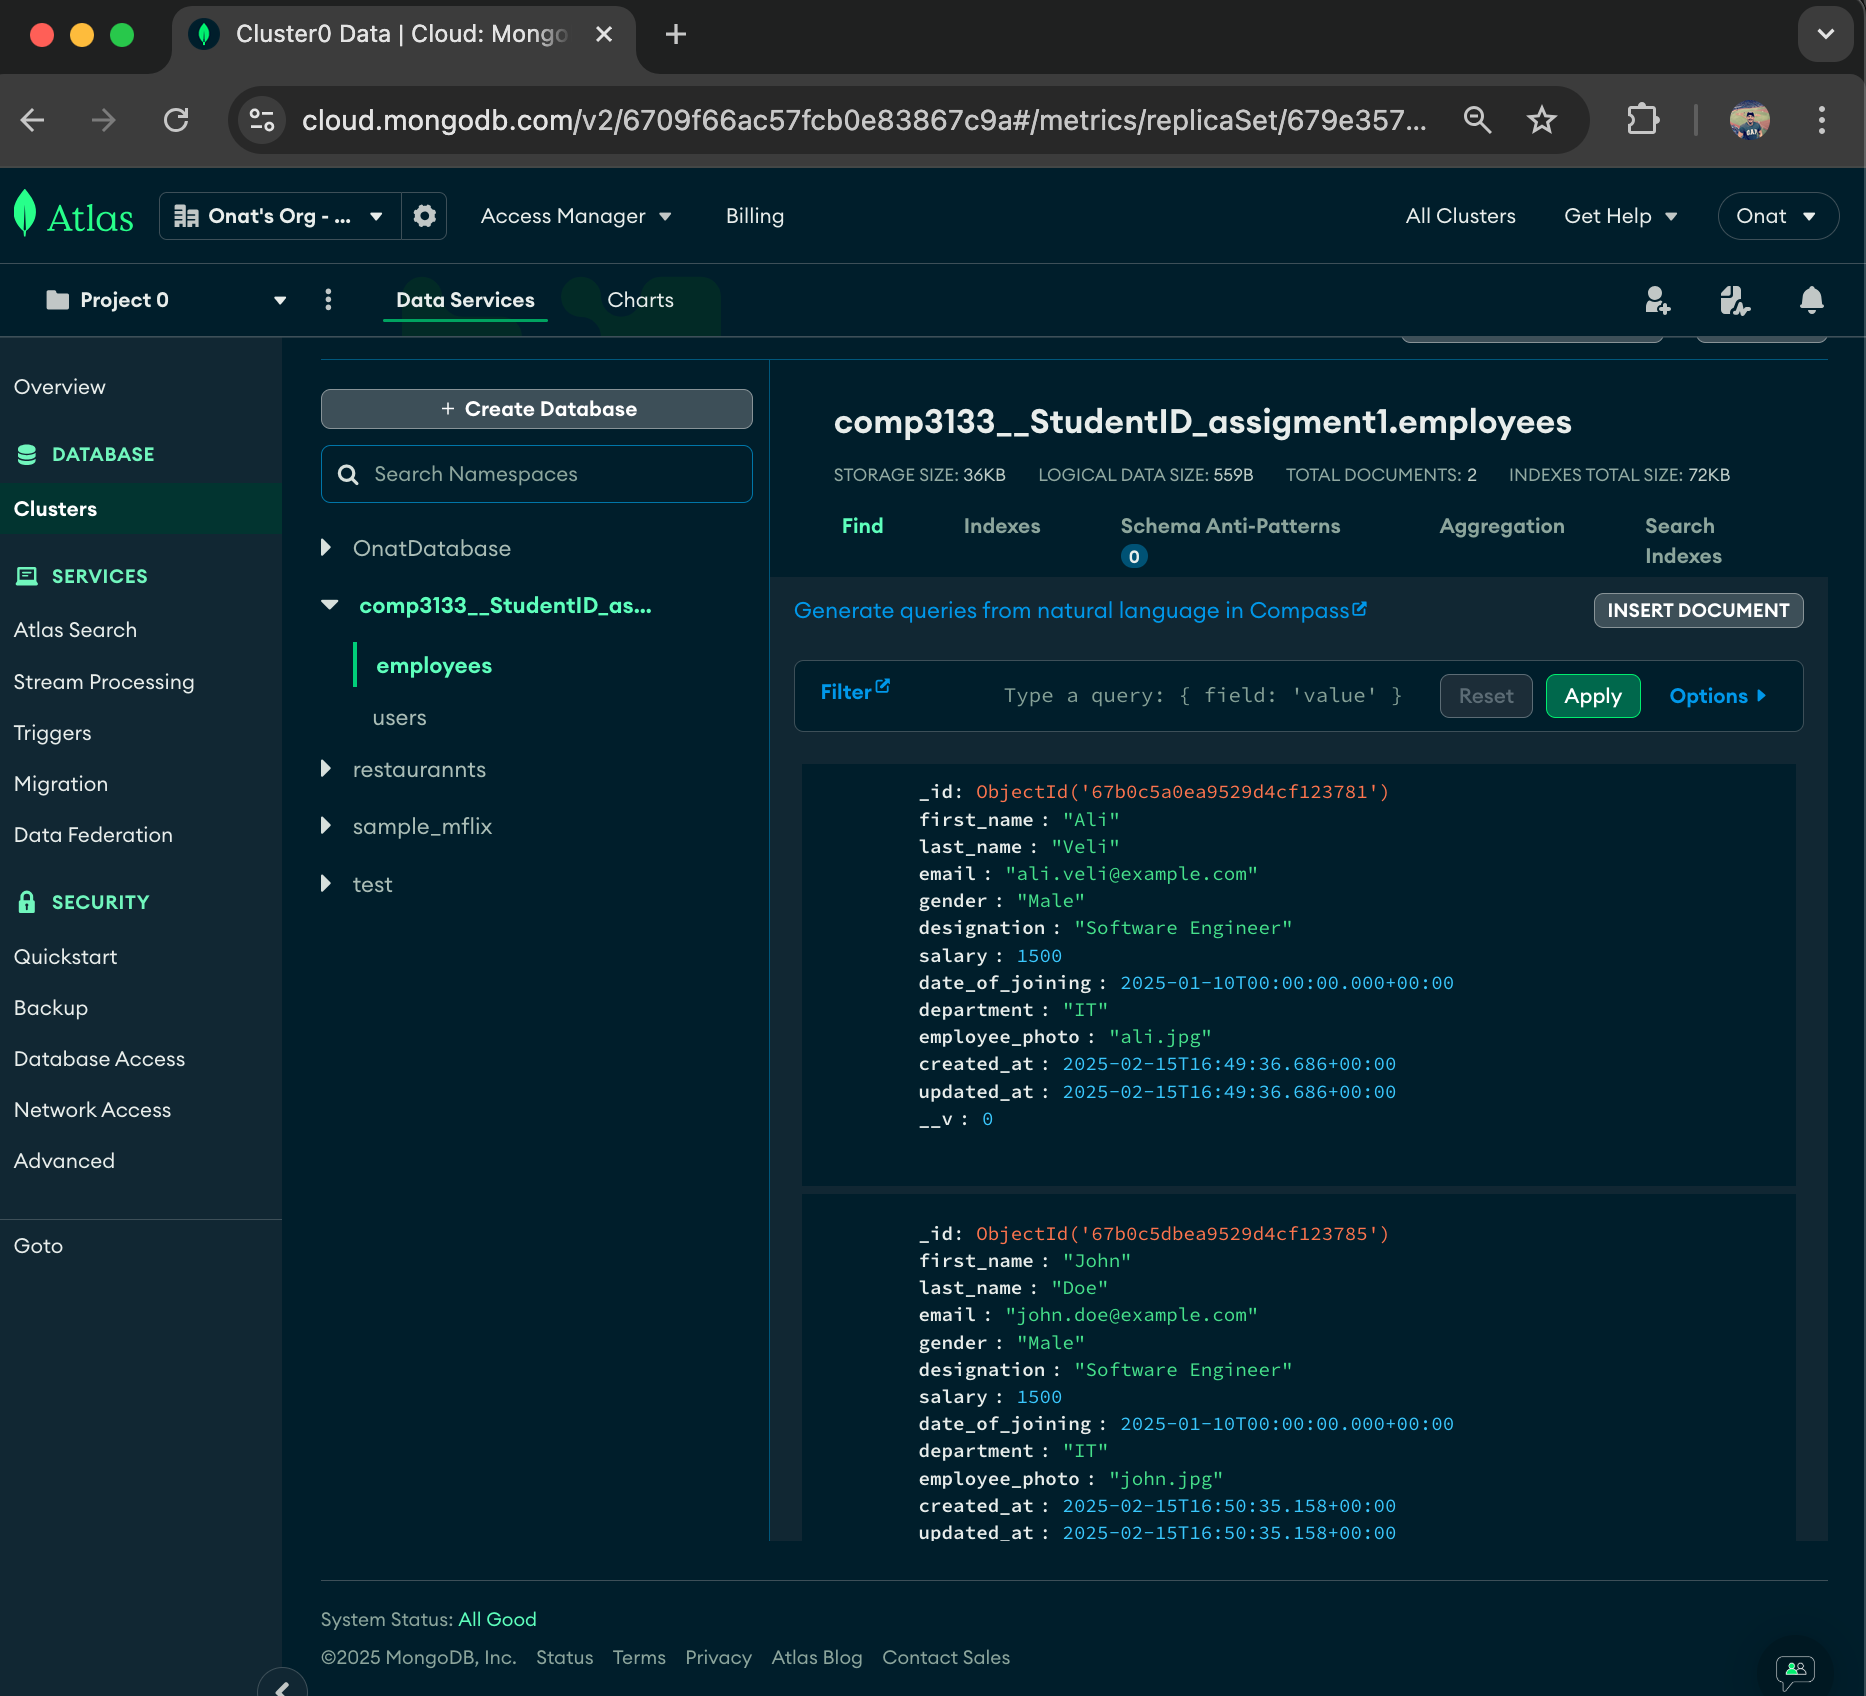 Cluster0 Data | Cloud: Mongo
cloud.mongodb.com/v2/6709f66ac57fcb0e83867c9a#/metrics/replicaSet/679e357...
Atlas
Onat's Org - ...
Access Manager
Billing
All Clusters
Get Help
Onat
Project 0
Data Services
Charts
Overview
DATABASE
Clusters
SERVICES
Atlas Search
Stream Processing
Triggers
Migration
Data Federation
SECURITY
Quickstart
Backup
Database Access
Network Access
Advanced
Goto
+ Create Database
Search Namespaces
OnatDatabase
comp3133__StudentID_as...
employees
users
restaurannts
sample_mflix
test
comp3133__StudentID_assigment1.employees
STORAGE SIZE: 36KB LOGICAL DATA SIZE: 559B TOTAL DOCUMENTS: 2 INDEXES TOTAL SIZE: 72KB
Find
Indexes
Schema Anti-Patterns
0
Aggregation
Search
Indexes
Generate queries from natural language in Compass
INSERT DOCUMENT
Filter
Type a query: { field: 'value' }
Reset
Apply
Options
_id: ObjectId('67b0c5a0ea9529d4cf123781')
first_name : "Ali"
last_name : "Veli"
email : "ali.veli@example.com"
gender : "Male"
designation : "Software Engineer"
salary : 1500
date_of_joining : 2025-01-10T00:00:00.000+00:00
department : "IT"
employee_photo : "ali.jpg"
created_at : 2025-02-15T16:49:36.686+00:00
updated_at : 2025-02-15T16:49:36.686+00:00
__v : 0
_id: ObjectId('67b0c5dbea9529d4cf123785')
first_name : "John"
last_name : "Doe"
email : "john.doe@example.com"
gender : "Male"
designation : "Software Engineer"
salary : 1500
date_of_joining : 2025-01-10T00:00:00.000+00:00
department : "IT"
employee_photo : "john.jpg"
created_at : 2025-02-15T16:50:35.158+00:00
updated_at : 2025-02-15T16:50:35.158+00:00
System Status: All Good
©2025 MongoDB, Inc. Status Terms Privacy Atlas Blog Contact Sales